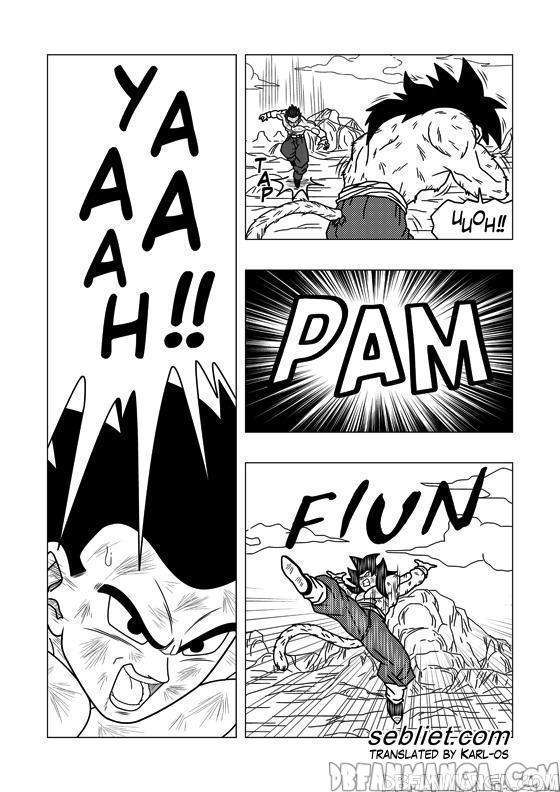 YAAAAH!!
TAP
UUOH!!
PAM
FIUN
sebliet.com
TRANSLATED BY KARL-OS
DBFANMANGA.COM